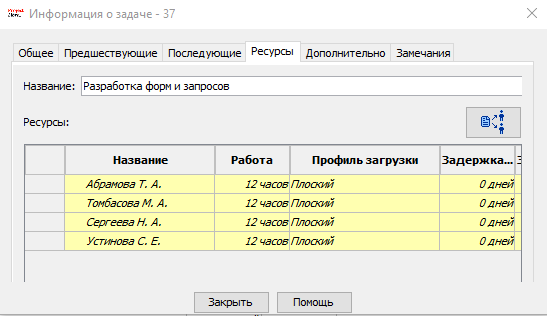 Информация о задаче - 37
Общее Предшествующие Последующие Ресурсы Дополнительно Замечания
Название: Разработка форм и запросов
Ресурсы:
Название Работа Профиль загрузки Задержка...
Абрамова Т. А. 12 часов Плоский 0 дней
Томбасова М. А. 12 часов Плоский 0 дней
Сергеева Н. А. 12 часов Плоский 0 дней
Устинова С. Е. 12 часов Плоский 0 дней
Закрыть Помощь